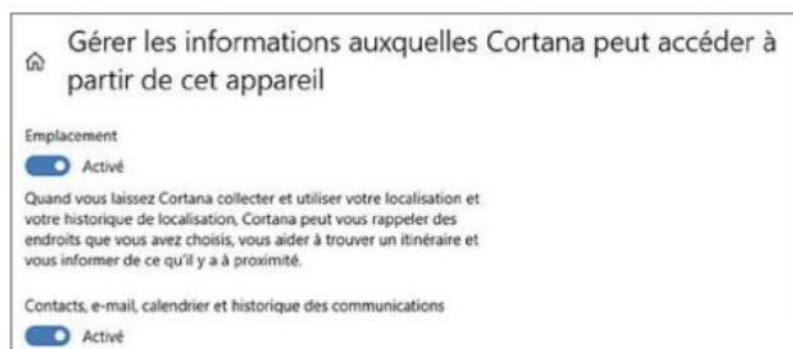 Gérer les informations auxquelles Cortana peut accéder à
partir de cet appareil
Emplacement
Activé
Quand vous laissez Cortana collecter et utiliser votre localisation et
votre historique de localisation, Cortana peut vous rappeler des
endroits que vous avez choisis, vous aider à trouver un itinéraire et
vous informer de ce qu'il y a à proximité.
Contacts, e-mail, calendrier et historique des communications
Activé